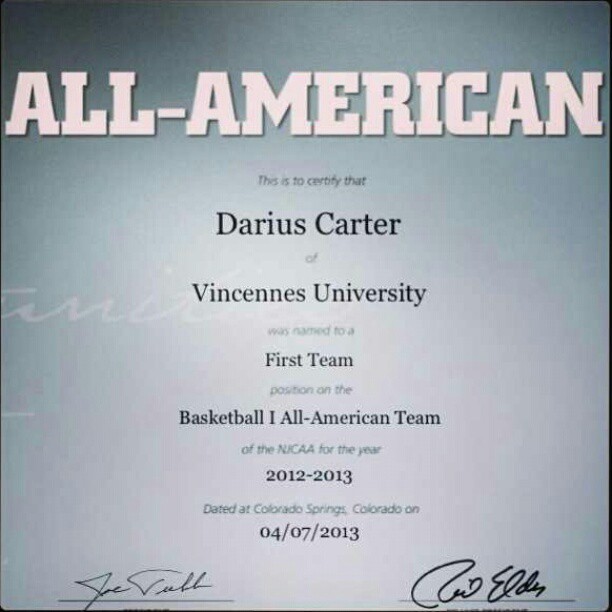 ALL-AMERICAN
This is to certify that
Darius Carter
of
Vincennes University
was named to a
First Team
position on the
Basketball I All-American Team
of the NJCAA for the year
2012-2013
Dated at Colorado Springs, Colorado on
04/07/2013